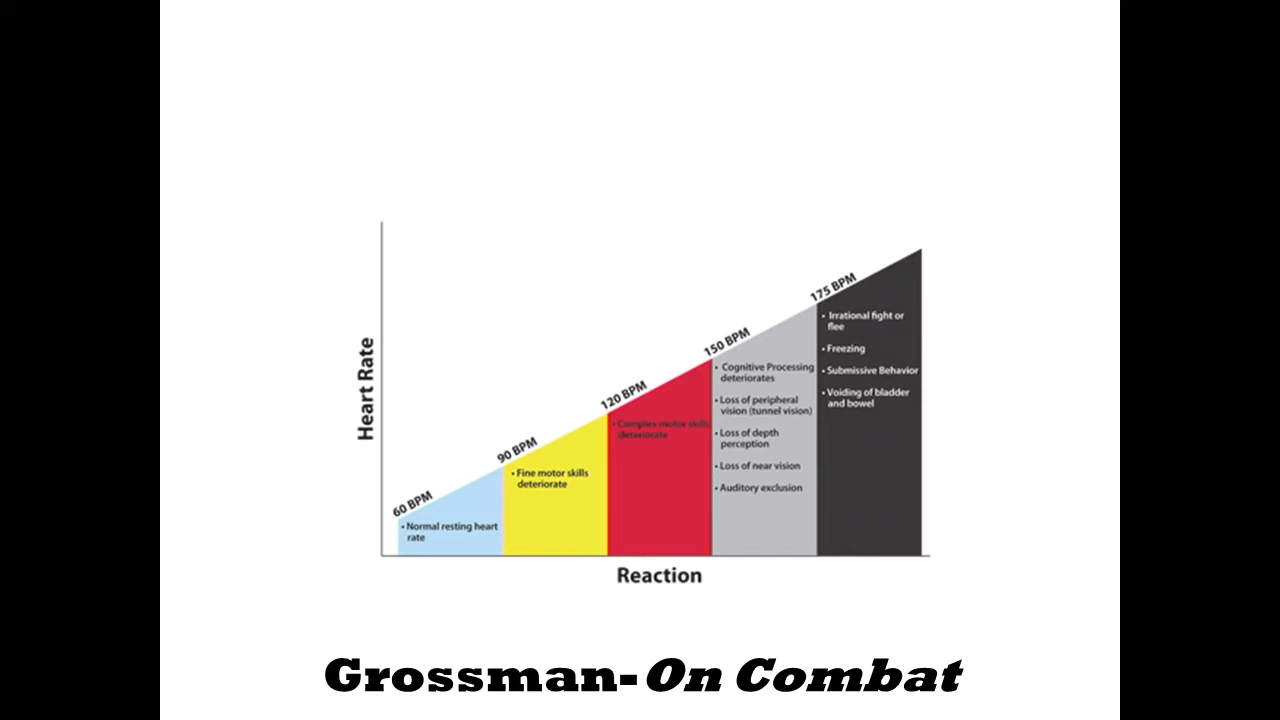 175 BPM
• Irrational fight or
flee
• Freezing
• Submissive Behavior
• Voiding of bladder
and bowel
150 BPM
• Cognitive Processing
deteriorates
• Loss of peripheral
vision (tunnel vision)
• Loss of depth
perception
• Loss of near vision
• Auditory exclusion
120 BPM
• Complex motor skills
deteriorate
90 BPM
• Fine motor skills
deteriorate
60 BPM
• Normal resting heart
rate
Heart Rate
Reaction
Grossman-On Combat